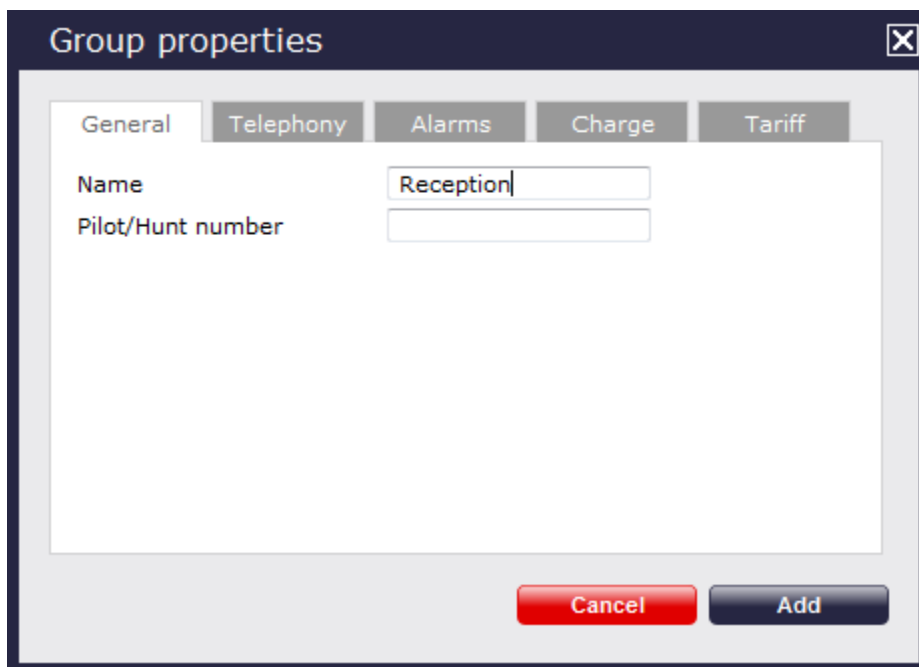 Group properties
General Telephony Alarms Charge Tariff
Name Reception
Pilot/Hunt number
Cancel Add